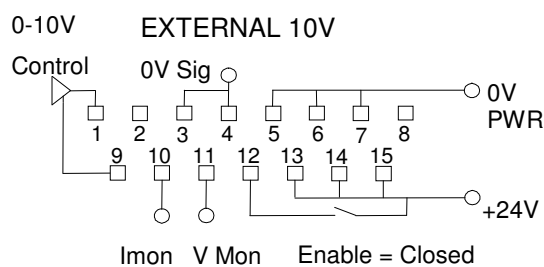 0-10V EXTERNAL 10V
Control 0V Sig
0V
PWR
1 2 3 4 5 6 7 8
9 10 11 12 13 14 15
+24V
Imon V Mon Enable = Closed